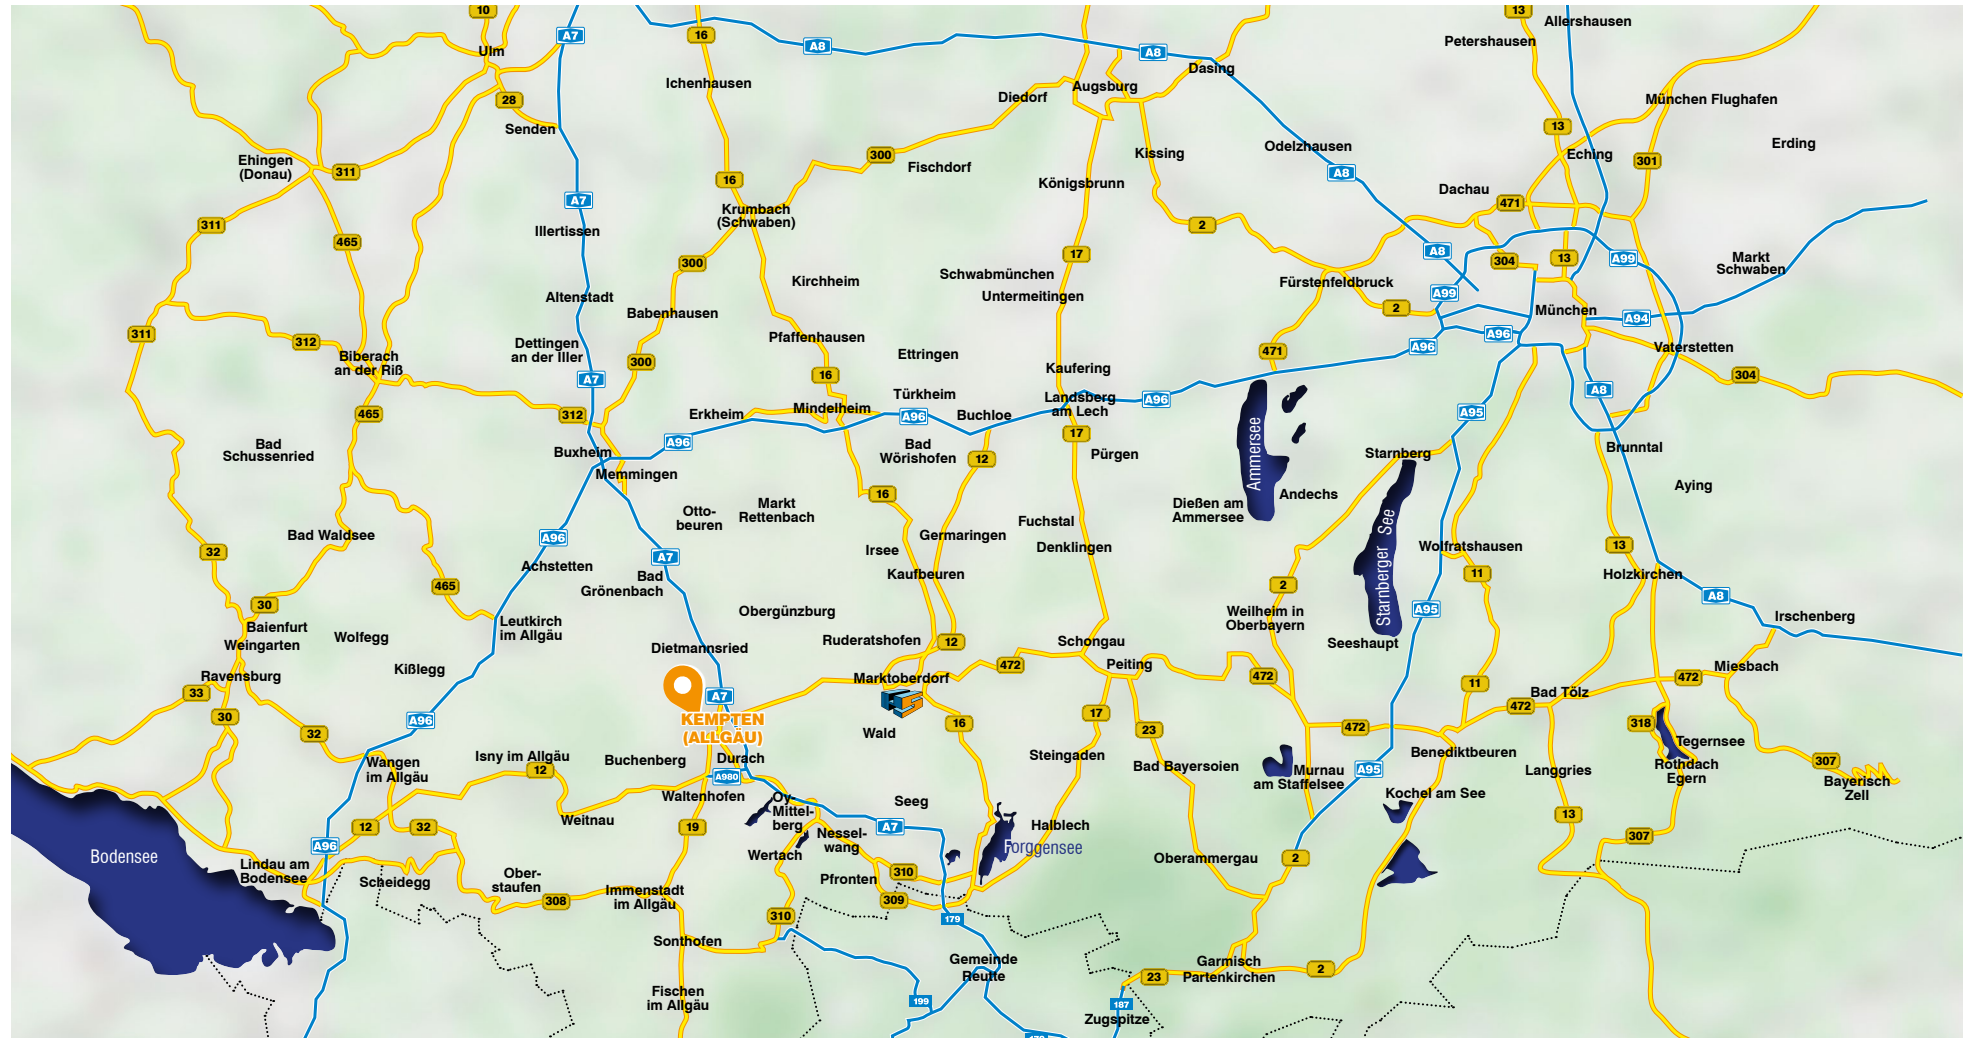 10
A7
16
A8
A8
13
Allershausen
Petershausen
Ulm
Dasing
Ichenhausen
Augsburg
Diedorf
28
München Flughafen
Senden
13
Erding
300
Kissing
Odelzhausen
Eching
301
Ehingen
(Donau)
311
Fischdorf
A8
16
Königsbrunn
Dachau
471
A7
Krumbach
(Schwaben)
311
2
Illertissen
465
17
A8
304
13
A99
Markt
Schwaben
300
Schwabmünchen
Kirchheim
Fürstenfeldbruck
A99
Altenstadt
Untermeitingen
2
München
A94
Babenhausen
311
312
Pfaffenhausen
A96
A96
Vaterstetten
Dettingen
an der Iller
Biberach
an der Riß
Ettringen
471
300
Kaufering
16
A7
304
A8
Türkheim
Landsberg
am Lech
A96
465
312
Erkheim
Mindelheim
A96
Buchloe
A95
17
A96
Bad
Schussenried
Buxheim
Bad
Wörishofen
12
Pürgen
Ammersee
Starnberg
Brunntal
Memmingen
Aying
16
Andechs
Otto-
beuren
Markt
Rettenbach
Dießen am
Ammersee
Fuchstal
Starnberger See
Bad Waldsee
A96
Germaringen
32
Irsee
Denklingen
Wolfratshausen
13
A7
Achstetten
Kaufbeuren
11
Holzkirchen
465
Bad
Grönenbach
2
A8
30
Obergünzburg
A95
Weilheim in
Oberbayern
Irschenberg
Baienfurt
Weingarten
Wolfegg
Leutkirch
im Allgäu
Ruderatshofen
12
Schongau
Seeshaupt
Dietmannsried
472
Peiting
Kißlegg
Miesbach
Ravensburg
Marktoberdorf
472
472
33
A7
11
Bad Tölz
472
30
A96
KEMPTEN
(ALLGÄU)
16
17
23
472
318
32
Wald
Tegernsee
Isny im Allgäu
Buchenberg
Durach
Steingaden
Benediktbeuren
Wangen
im Allgäu
12
A980
Bad Bayersoien
Murnau
am Staffelsee
A95
Langgries
Rothdach
Egern
307
Bayerisch
Zell
Waltenhofen
Oy-
Mittel-
berg
Seeg
Kochel am See
Weitnau
12
32
19
A7
Halblech
13
307
Nessel-
wang
A96
Forggensee
Bodensee
Wertach
Oberammergau
2
Lindau am
Bodensee
310
Scheidegg
Ober-
staufen
Pfronten
Immenstadt
im Allgäu
308
309
310
179
Sonthofen
Gemeinde
Reutte
Garmisch
Partenkirchen
2
23
Fischen
im Allgäu
199
187
Zugspitze